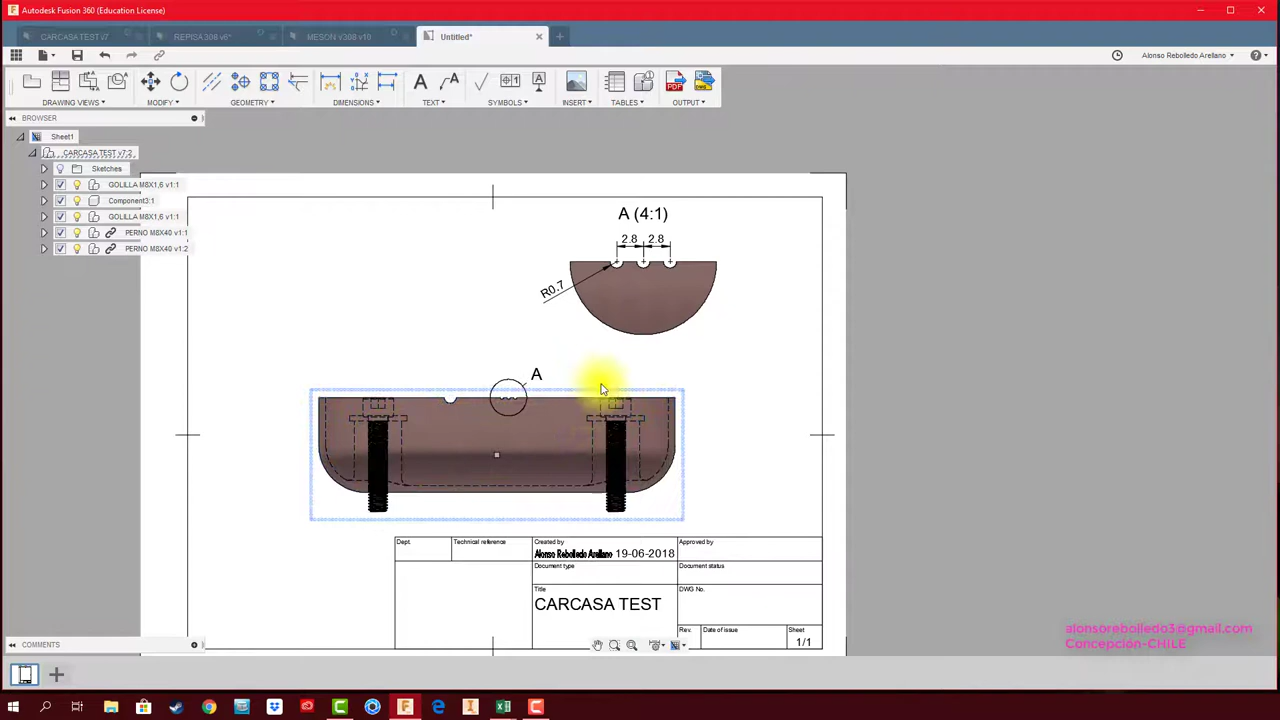 Autodesk Fusion 360 (Education License)
CARCASA TEST v7
REPISA 308 v6*
MESON V308 v10
Untitled*
Alonso Rebolledo Arellano
DRAWING VIEWS
MODIFY
GEOMETRY
DIMENSIONS
TEXT
SYMBOLS
INSERT
TABLES
OUTPUT
PDF
DWG
BROWSER
Sheet1
CARCASA TEST v7:2
Sketches
GOLILLA M8X1,6 v1:1
Component3:1
GOLILLA M8X1,6 v1:1
PERNO M8X40 v1:1
PERNO M8X40 v1:2
A (4:1)
2.8 2.8
R0.7
A
Dept.
Technical reference
Created by
Approved by
Alonso Rebolledo Arellano 19-06-2018
Document type
Document status
Title
DWG No.
CARCASA TEST
Rev.
Date of issue
Sheet
1/1
COMMENTS
alonsorebolledo3@gmail.com
Concepción-CHILE